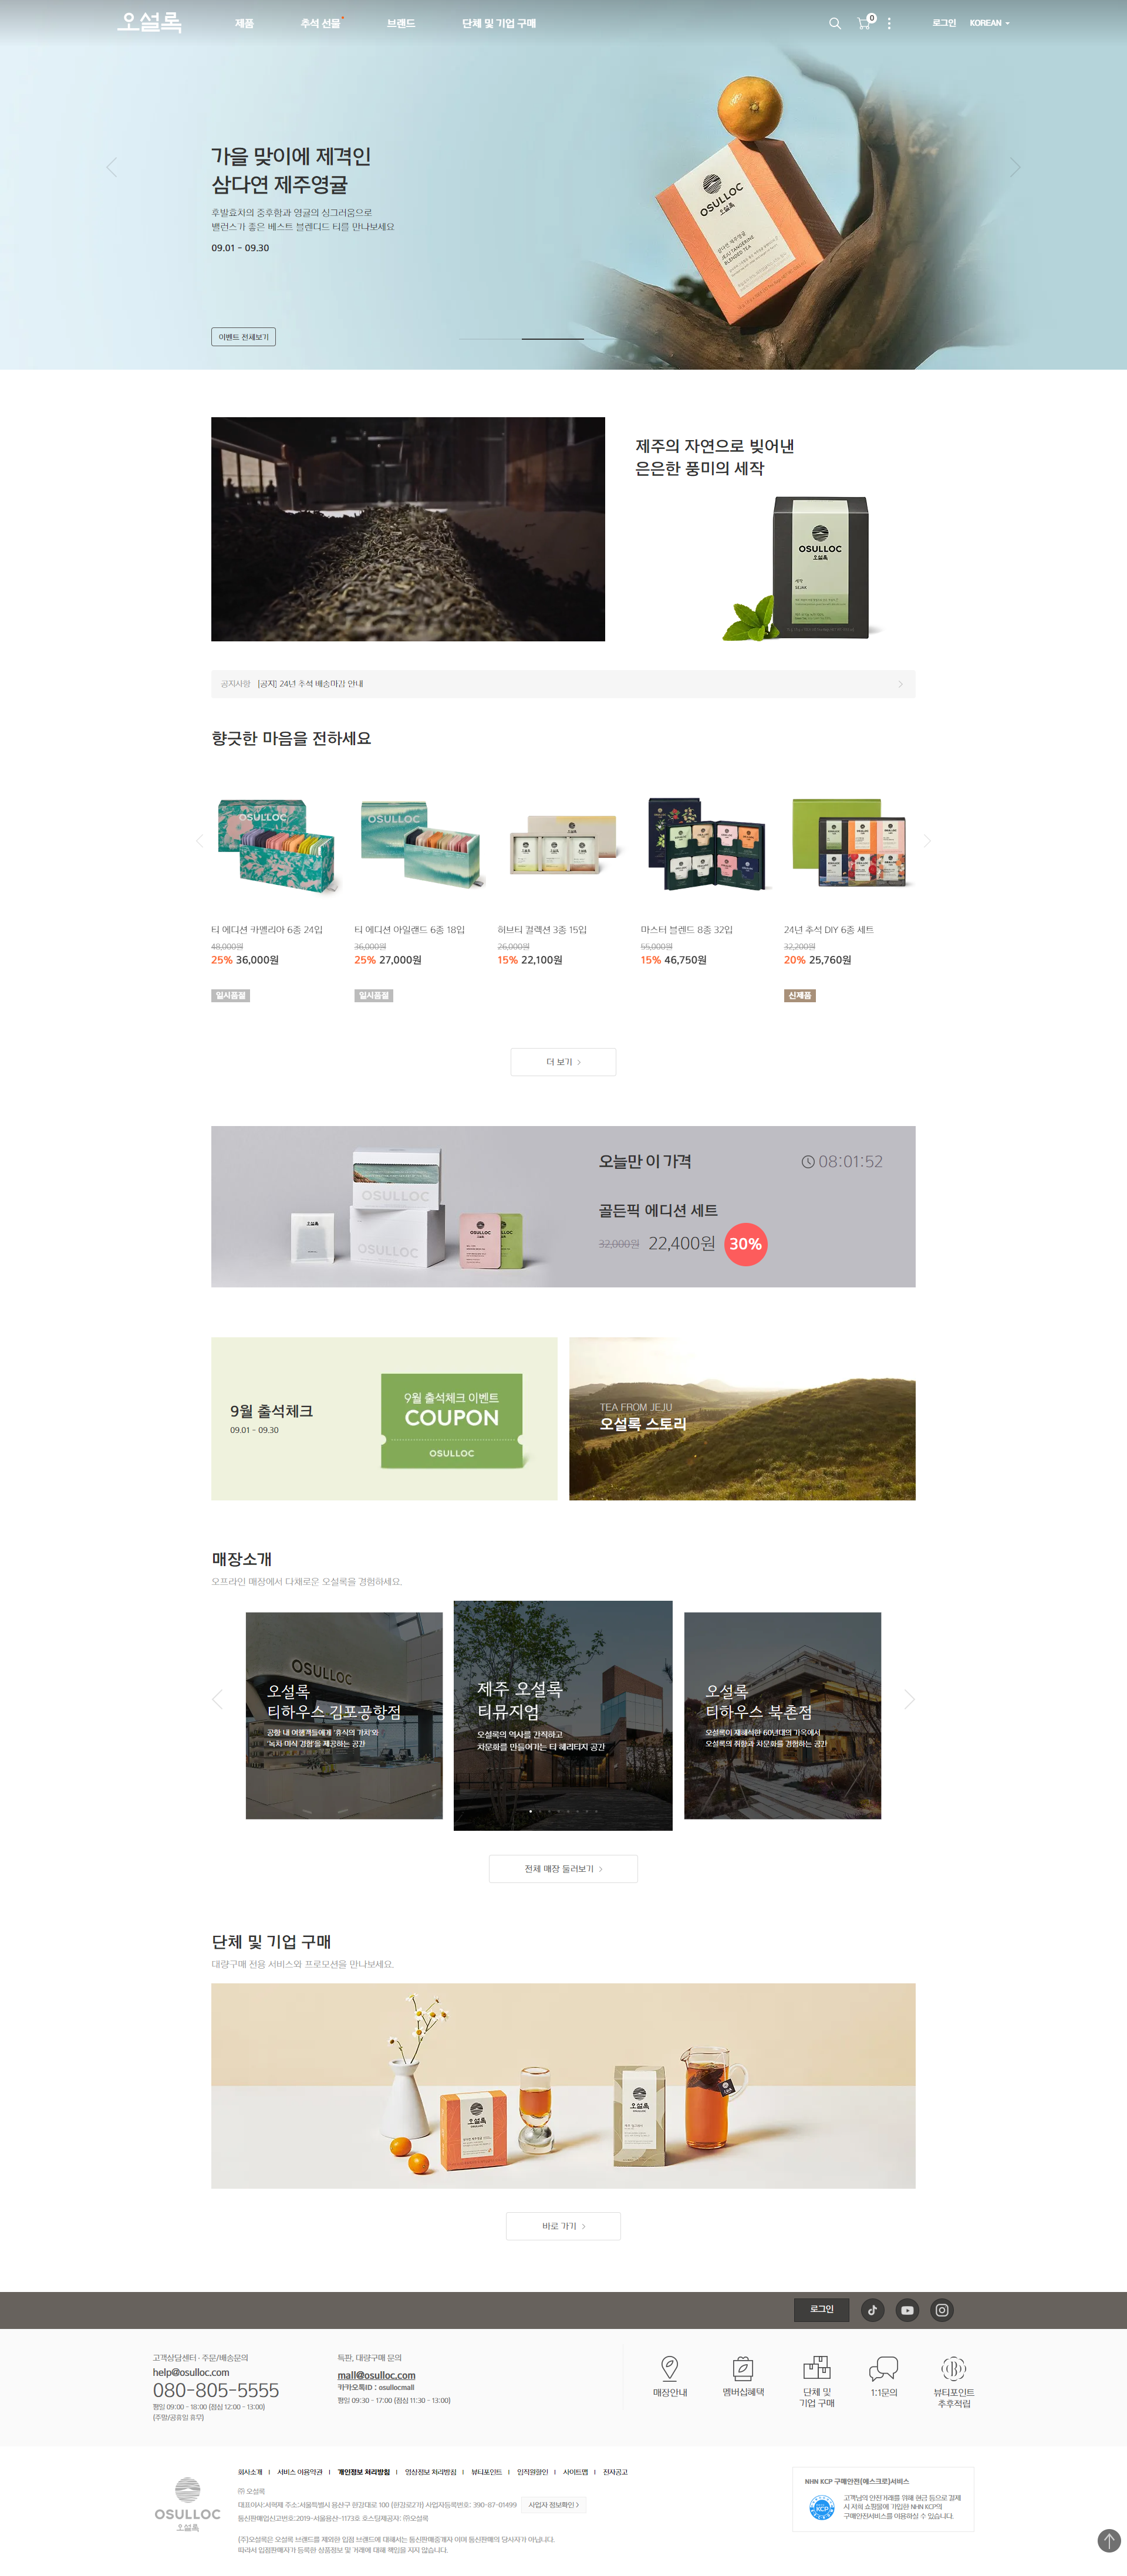 오설록
제품
추석 선물
브랜드
단체 및 기업 구매
0
로그인
KOREAN
가을 맞이에 제격인
삼다연 제주영귤
후발효차의 중후함과 영귤의 싱그러움으로
밸런스가 좋은 베스트 블렌디드 티를 만나보세요
09.01 - 09.30
이벤트 전체보기
OSULLOC
오설록
삼다연 제주영귤
JEJU TANGERINE
BLENDED TEA
제주의 자연으로 빚어낸
은은한 풍미의 세작
OSULLOC
오설록
세작
SEJAK
공지사항 [공지] 24년 추석 배송마감 안내
향긋한 마음을 전하세요
OSULLOC
OSULLOC
티 에디션 카멜리아 6종 24입
48,000원
25% 36,000원
일시품절
티 에디션 아일랜드 6종 18입
36,000원
25% 27,000원
일시품절
허브티 컬렉션 3종 15입
26,000원
15% 22,100원
마스터 블렌드 8종 32입
55,000원
15% 46,750원
24년 추석 DIY 6종 세트
32,200원
20% 25,760원
신제품
더 보기
오늘만 이 가격
08:01:52
골든픽 에디션 세트
32,000원 22,400원 30%
OSULLOC
OSULLOC
오설록
OSULLOC
9월 출석체크
09.01 - 09.30
9월 출석체크 이벤트
COUPON
OSULLOC
TEA FROM JEJU
오설록 스토리
매장소개
오프라인 매장에서 다채로운 오설록을 경험하세요.
OSULLOC
오설록
티하우스 김포공항점
공항 내 여행객들에게 '휴식의 가치'와
'녹차 미식 경험'을 제공하는 공간
제주 오설록
티뮤지엄
오설록의 역사를 간직하고
차문화를 만들어가는 티 헤리티지 공간
오설록
티하우스 북촌점
오설록이 재해석한 60년대의 가옥에서
오설록의 취향과 차문화를 경험하는 공간
전체 매장 둘러보기
단체 및 기업 구매
대량구매 전용 서비스와 프로모션을 만나보세요.
오설록
OSULLOC
오설록
OSULLOC
바로 가기
로그인
고객상담센터 - 주문/배송문의
help@osulloc.com
080-805-5555
평일 09:00 - 18:00 (점심 12:00 - 13:00)
(주말/공휴일 휴무)
특판, 대량구매 문의
mall@osulloc.com
카카오톡ID : osullocmall
평일 09:30 - 17:00 (점심 11:30 - 13:00)
매장안내
멤버십혜택
단체 및
기업 구매
1:1문의
뷰티포인트
추후적립
회사소개
서비스 이용약관
개인정보 처리방침
영상정보 처리방침
뷰티포인트
임직원할인
사이트맵
전자공고
OSULLOC
오설록
㈜ 오설록
대표이사:서혁제 주소:서울특별시 용산구 한강대로 100 (한강로2가) 사업자등록번호: 390-87-01499 사업자 정보확인 >
통신판매업신고번호:2019-서울용산-1173호 호스팅제공자: ㈜오설록
(주)오설록은 오설록 브랜드를 제외한 입점 브랜드에 대해서는 통신판매중개자 이며 통신판매의 당사자가 아닙니다.
따라서 입점판매자가 등록한 상품정보 및 거래에 대해 책임을 지지 않습니다.
NHN KCP 구매안전(에스크로)서비스
KCP
고객님의 안전거래를 위해 현금 등으로 결제
시 저희 쇼핑몰에 가입한 NHN KCP의
구매안전서비스를 이용하실 수 있습니다.